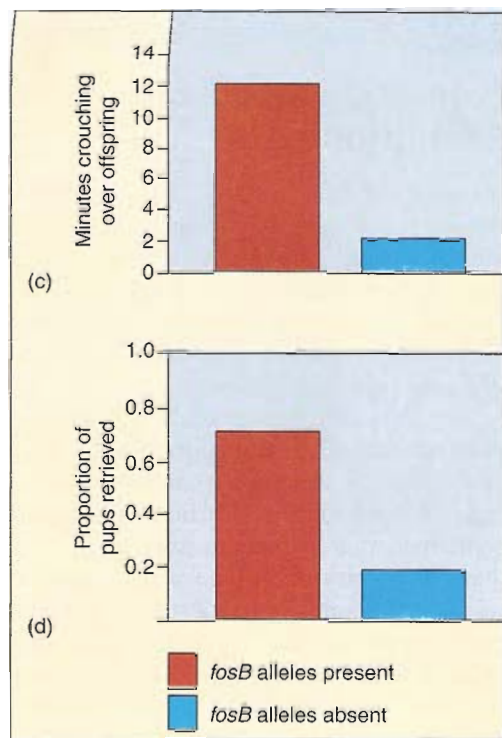 Minutes crouching
over offspring
14
12
10
8
6
4
2
0
(c)
Proportion of
pups retrieved
1.0
0.8
0.6
0.4
0.2
(d)
fosB alleles present
fosB alleles absent